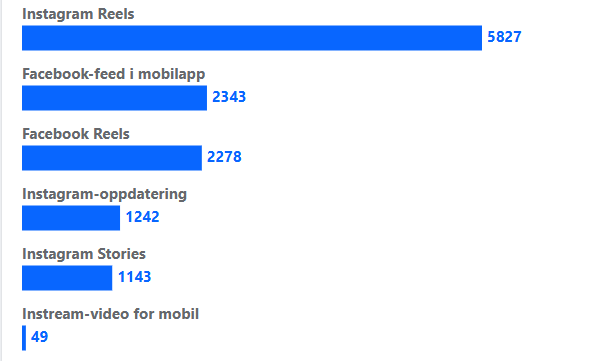 Instagram Reels
5827
Facebook-feed i mobilapp
2343
Facebook Reels
2278
Instagram-oppdatering
1242
Instagram Stories
1143
Instream-video for mobil
49